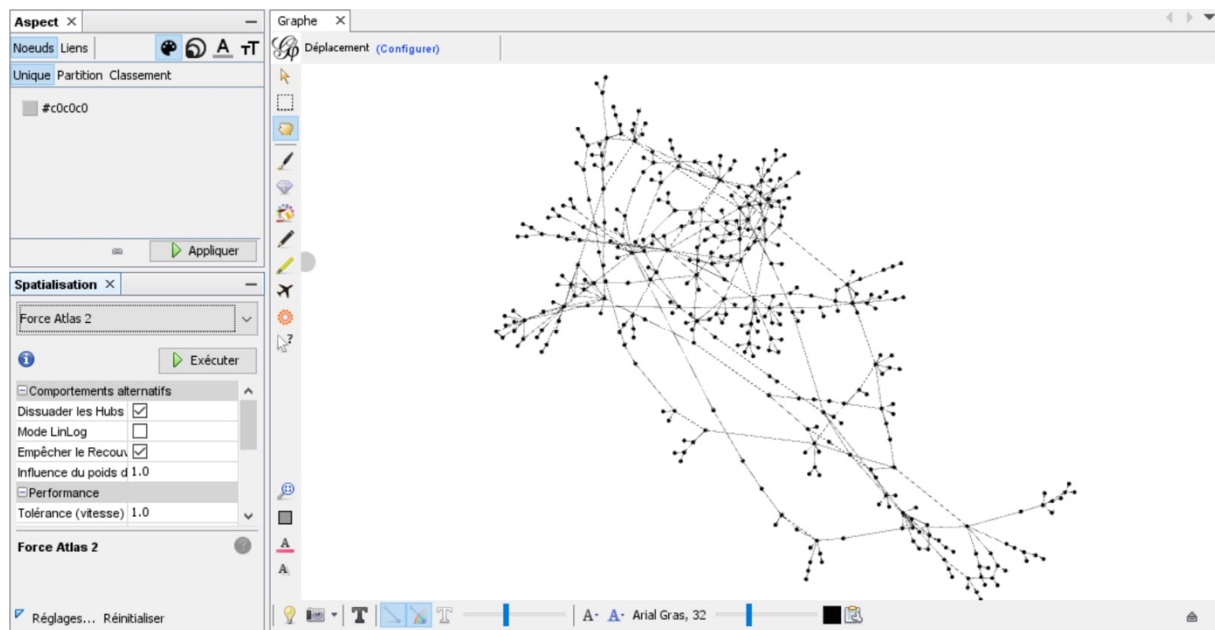 Aspect
Noeuds Liens
Unique Partition Classement
#c0c0c0
Appliquer
Spatialisation
Force Atlas 2
Exécuter
Comportements alternatifs
Dissuader les Hubs
Mode LinLog
Empêcher le Recouv
Influence du poids d 1.0
Performance
Tolérance (vitesse) 1.0
Force Atlas 2
Réglages... Réinitialiser
Graphe
Déplacement (Configurer)
A- A- Arial Gras, 32